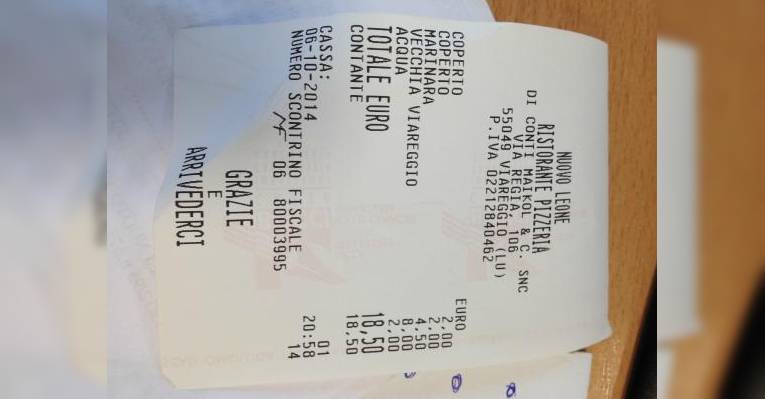 NUOVO LEONE
RISTORANTE PIZZERIA
DI CONTI MAIKOL & C. SNC
VIA REGIA, 106
55049 VIAREGGIO (LU)
P.IVA 02212840462
EURO
COPERTO 2,00
COPERTO 2,00
MARINARA 4,50
VECCHIA VIAREGGIO 8,00
ACQUA 2,00
TOTALE EURO 18,50
CONTANTE 18,50
CASSA: 01
06-10-2014 20:58
NUMERO SCONTRINO FISCALE 14
MF 06 80003995
GRAZIE
E
ARRIVEDERCI